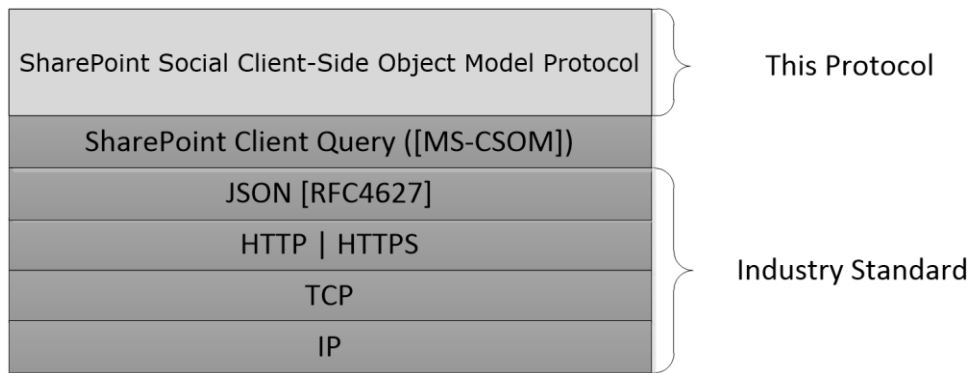 SharePoint Social Client-Side Object Model Protocol
This Protocol
SharePoint Client Query ([MS-CSOM])
JSON [RFC4627]
HTTP | HTTPS
Industry Standard
TCP
IP